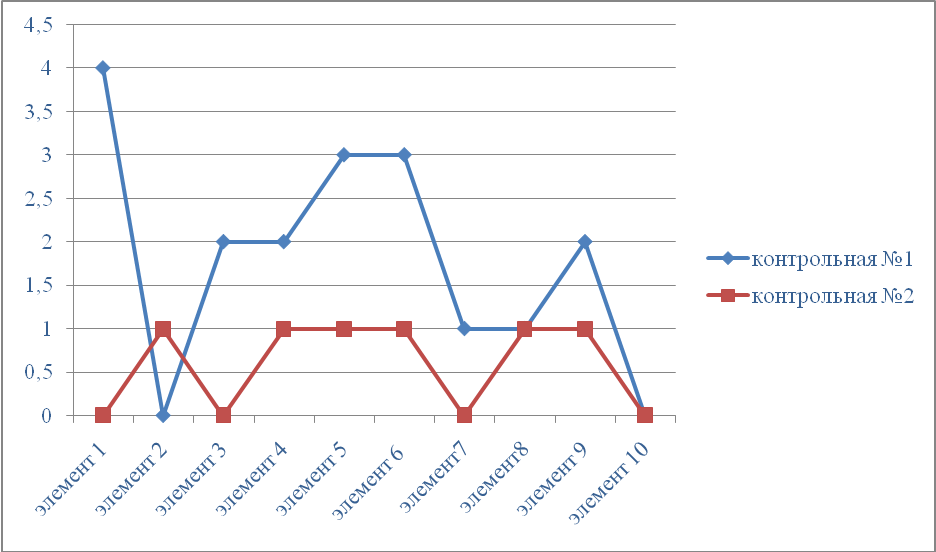 4,5
4
3,5
3
2,5
2
1,5
1
0,5
0
элемент 1
элемент 2
элемент 3
элемент 4
элемент 5
элемент 6
элемент7
элемент8
элемент 9
элемент 10
контрольная №1
контрольная №2